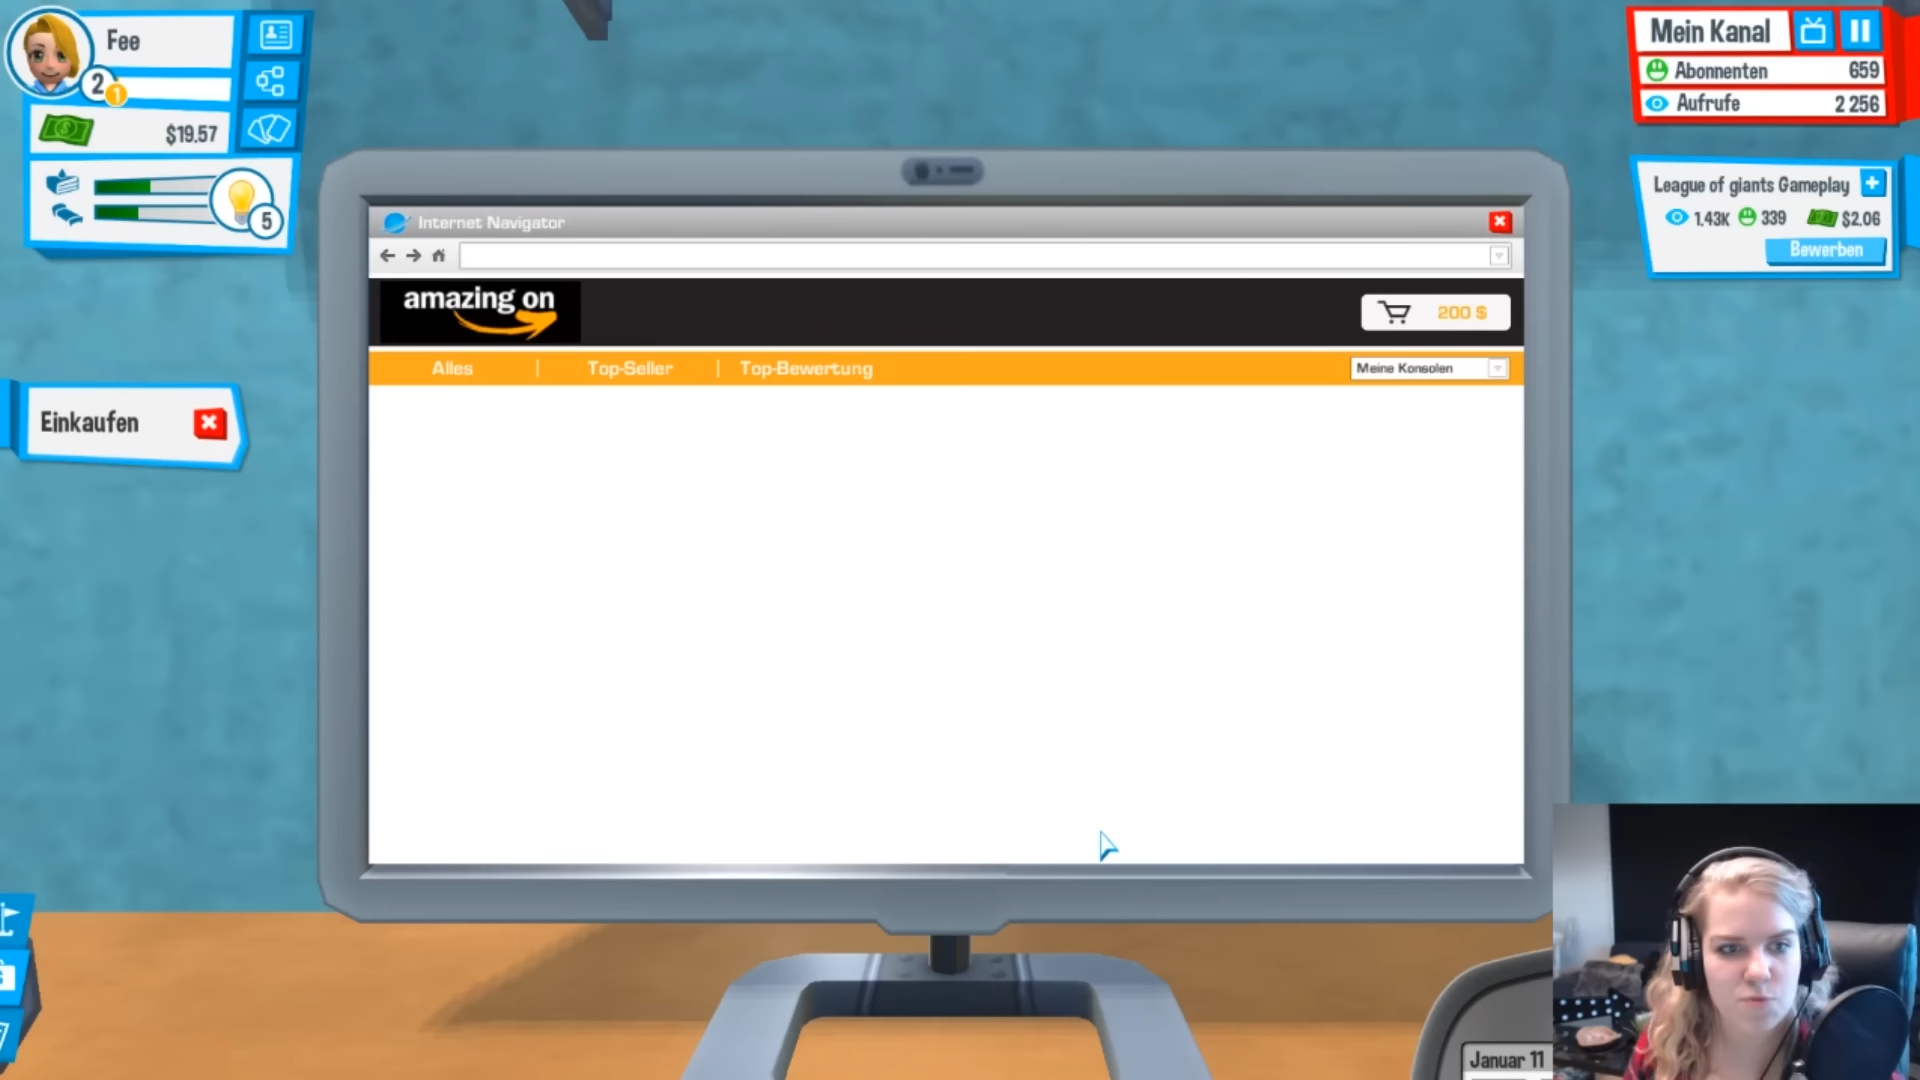 Fee
2
1
$19.57
5
Mein Kanal
Abonnenten 659
Aufrufe 2 256
League of giants Gameplay
1.43K 339 $2.06
Bewerben
Internet Navigator
amazing on
200 $
Alles | Top-Seller | Top-Bewertung
Meine Konsolen
Einkaufen
Januar 11